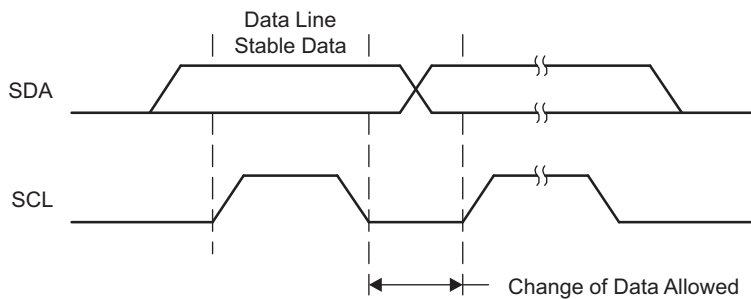 Data Line
Stable Data
SDA
SCL
Change of Data Allowed